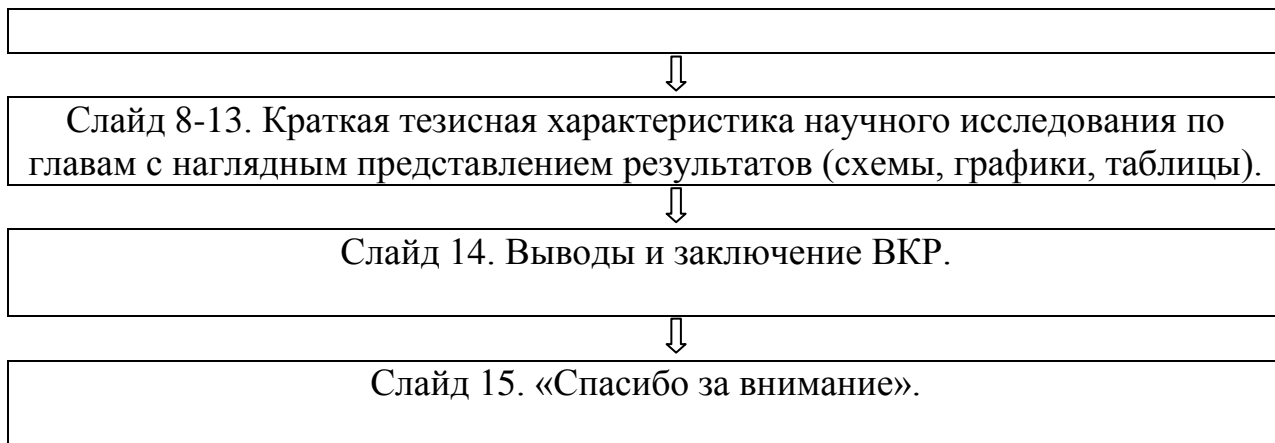 Слайд 8-13. Краткая тезисная характеристика научного исследования по
главам с наглядным представлением результатов (схемы, графики, таблицы).
Слайд 14. Выводы и заключение ВКР.
Слайд 15. «Спасибо за внимание».